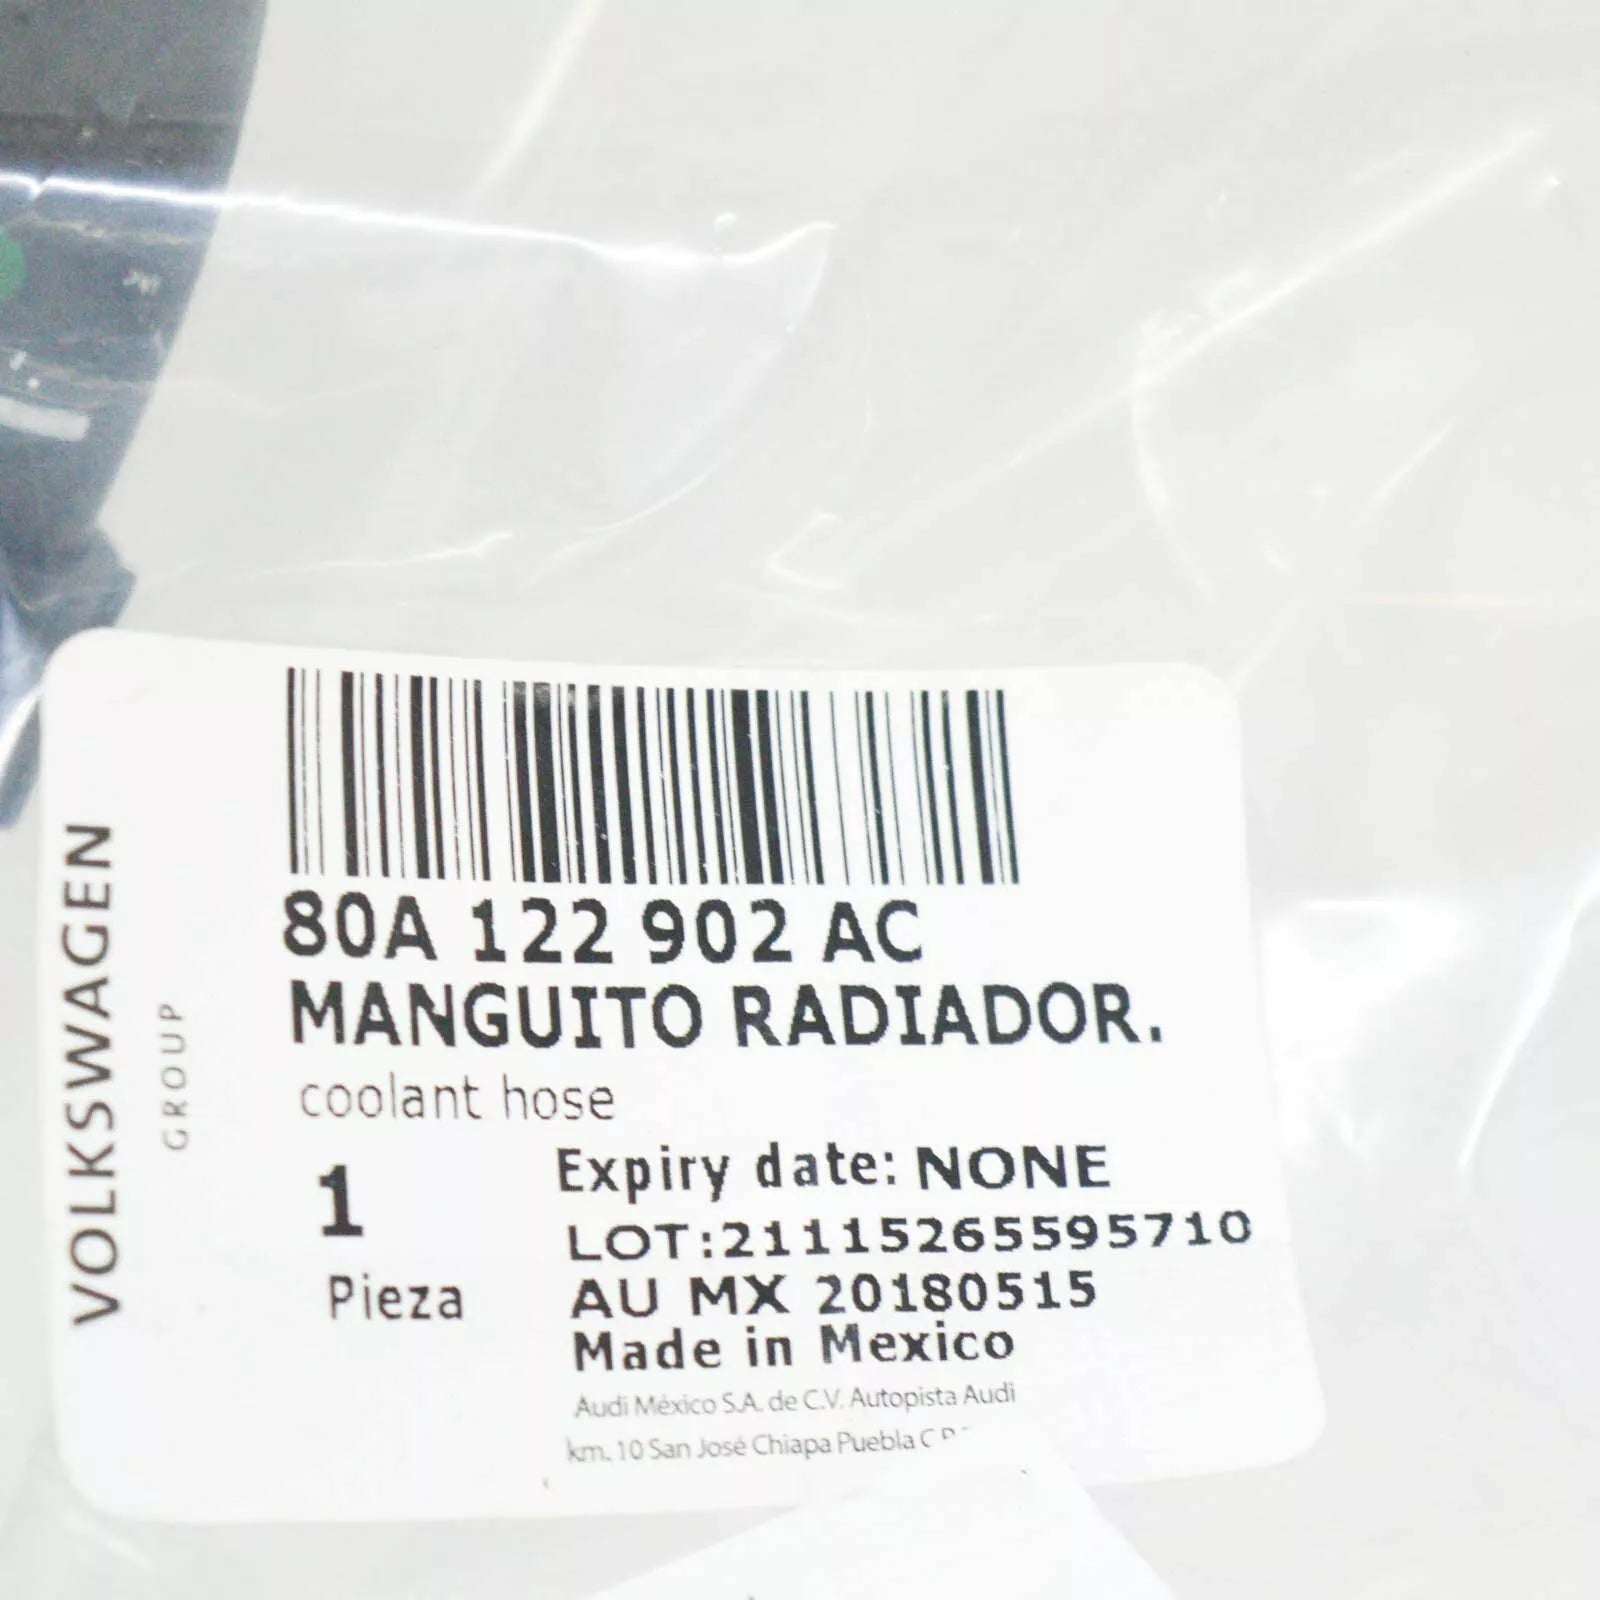 VOLKSWAGEN
GROUP
80A 122 902 AC
MANGUITO RADIADOR.
coolant hose
1
Pieza
Expiry date: NONE
LOT:21115265595710
AU MX 20180515
Made in Mexico
Audi México S.A. de C.V. Autopista Audi
km. 10 San José Chiapa Puebla